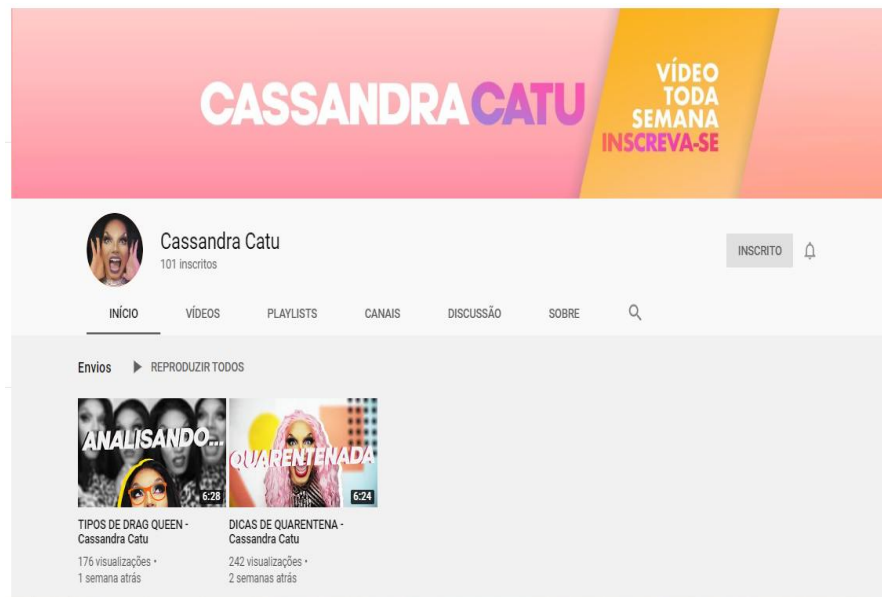 CASSANDRACATU
VÍDEO
TODA
SEMANA
INSCREVA-SE
Cassandra Catu
101 inscritos
INSCRITO
INÍCIO
VÍDEOS
PLAYLISTS
CANAIS
DISCUSSÃO
SOBRE
Envios
REPRODUZIR TODOS
ANALISANDO...
6:28
TIPOS DE DRAG QUEEN -
Cassandra Catu
176 visualizações •
1 semana atrás
QUARENTENADA
6:24
DICAS DE QUARENTENA -
Cassandra Catu
242 visualizações •
2 semanas atrás